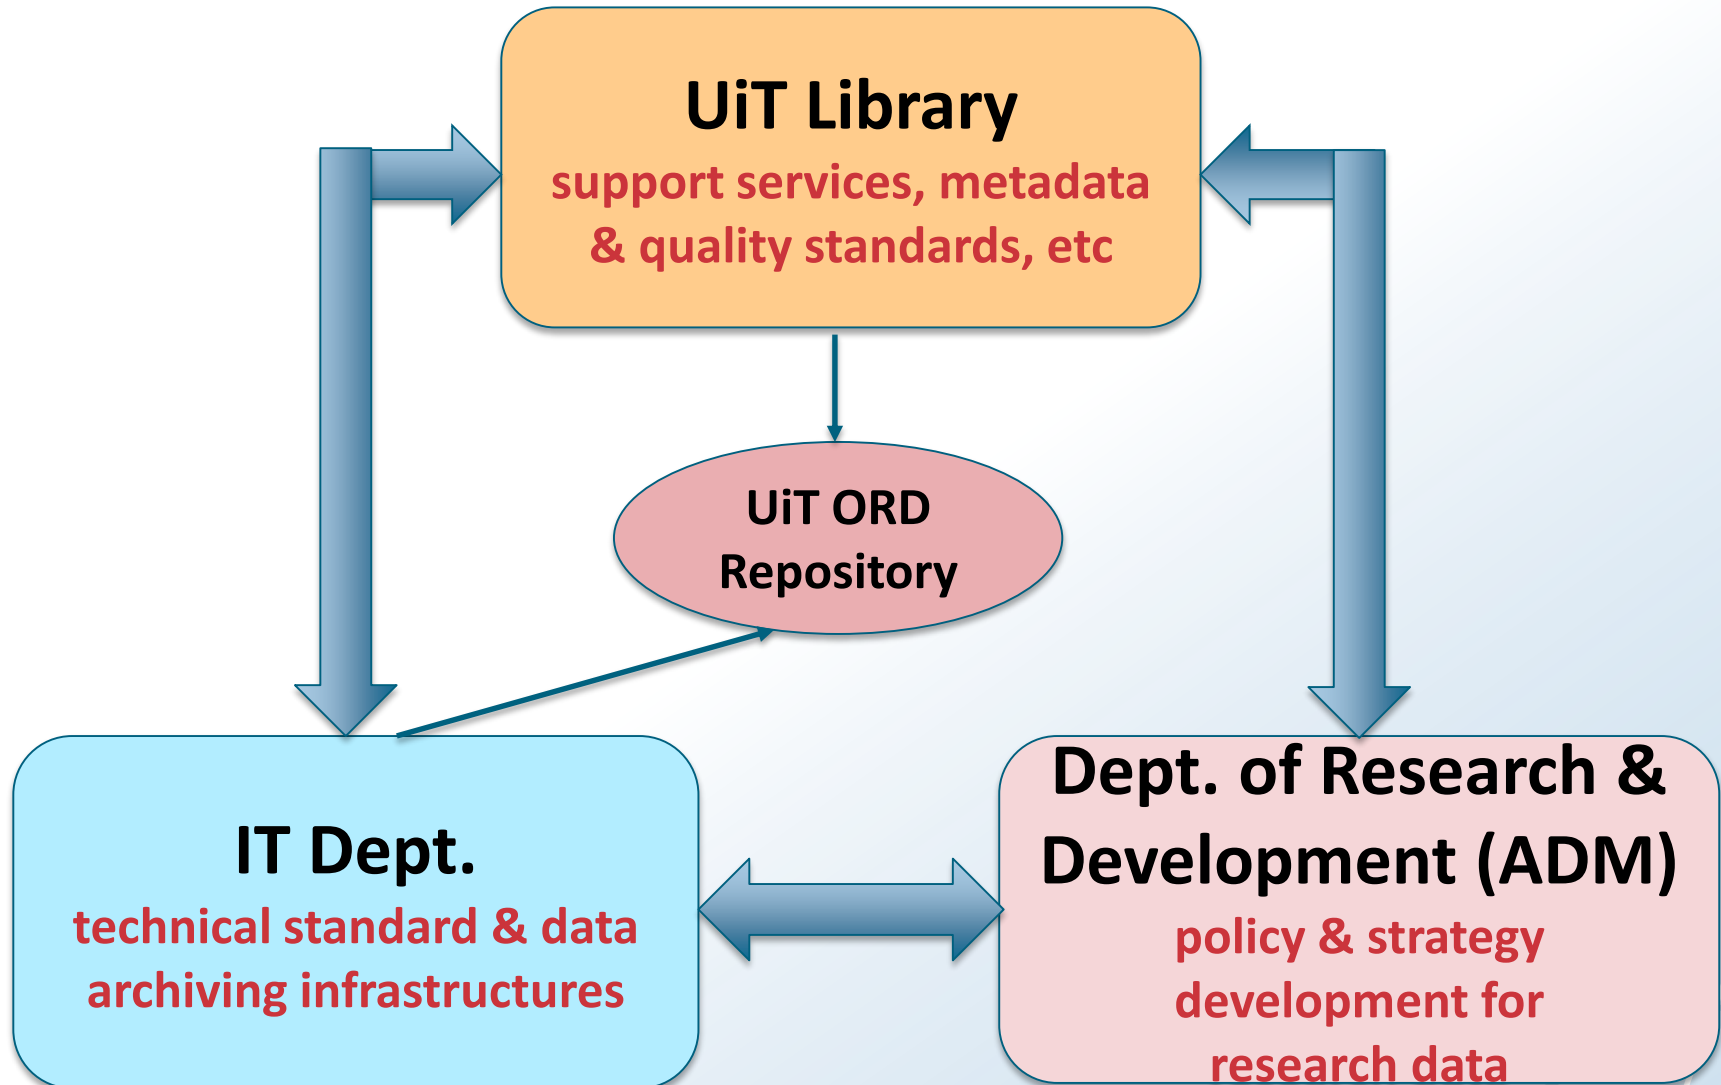 UiT Library
support services, metadata
& quality standards, etc
UiT ORD
Repository
IT Dept.
technical standard & data
archiving infrastructures
Dept. of Research &
Development (ADM)
policy & strategy
development for
research data